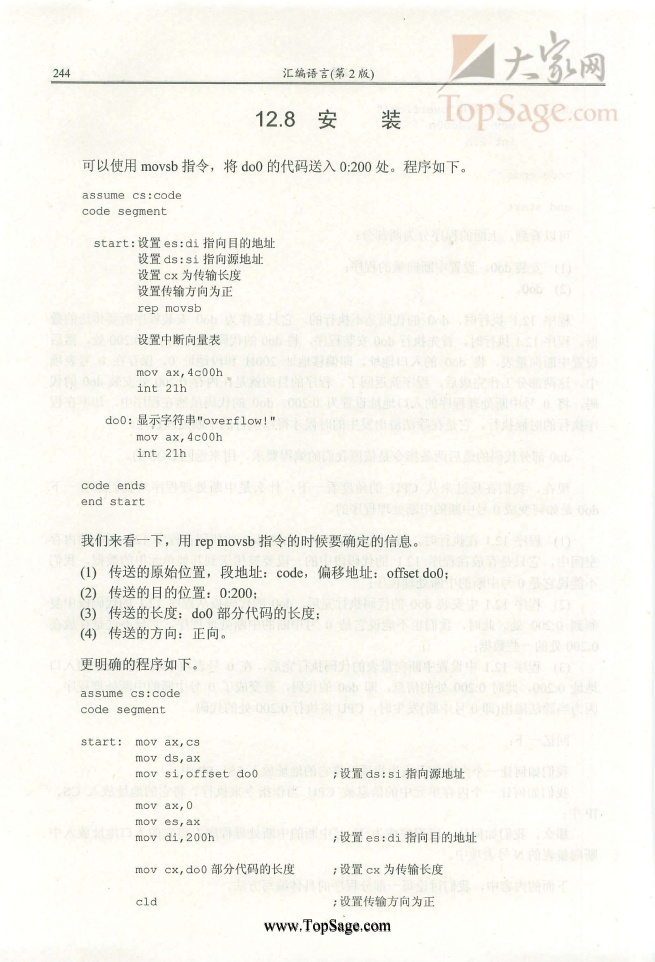 大家网
TopSage.com
244
汇编语言(第 2 版)
12.8 安 装
可以使用 movsb 指令，将 do0 的代码送入 0:200 处。程序如下。
assume cs:code
code segment
start:设置 es:di 指向目的地址
设置 ds:si 指向源地址
设置 cx 为传输长度
设置传输方向为正
rep movsb
设置中断向量表
mov ax,4c00h
int 21h
do0: 显示字符串"overflow!"
mov ax,4c00h
int 21h
code ends
end start
我们来看一下，用 rep movsb 指令的时候要确定的信息。
(1) 传送的原始位置，段地址：code，偏移地址：offset do0；
(2) 传送的目的位置：0:200；
(3) 传送的长度：do0 部分代码的长度；
(4) 传送的方向：正向。
更明确的程序如下。
assume cs:code
code segment
start: mov ax,cs
mov ds,ax
mov si,offset do0 ;设置 ds:si 指向源地址
mov ax,0
mov es,ax
mov di,200h ;设置 es:di 指向目的地址
mov cx,do0 部分代码的长度 ;设置 cx 为传输长度
cld ;设置传输方向为正
www.TopSage.com